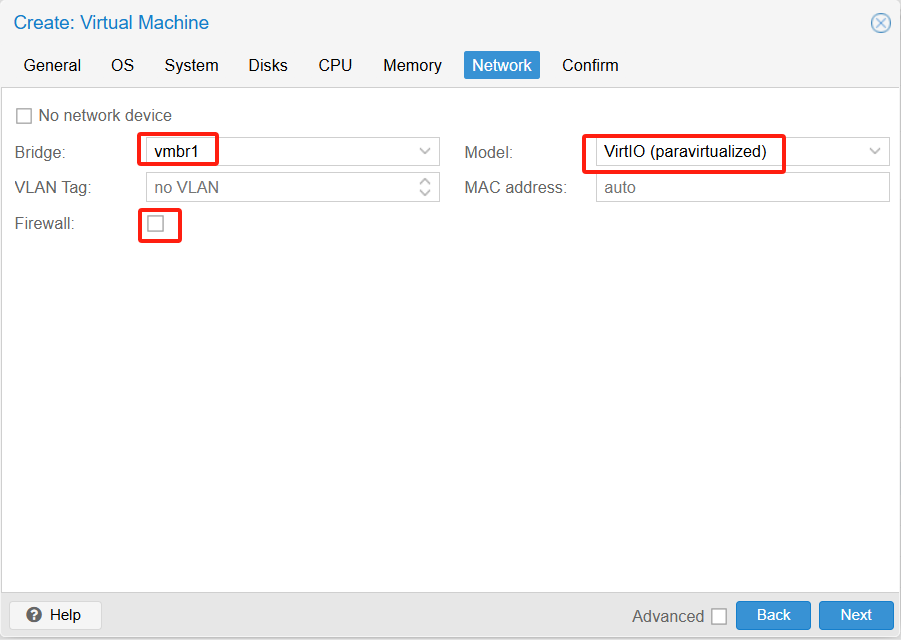 Create: Virtual Machine
General OS System Disks CPU Memory Network Confirm
No network device
Bridge: vmbr1 Model: VirtIO (paravirtualized)
VLAN Tag: no VLAN MAC address: auto
Firewall:
Help Advanced Back Next